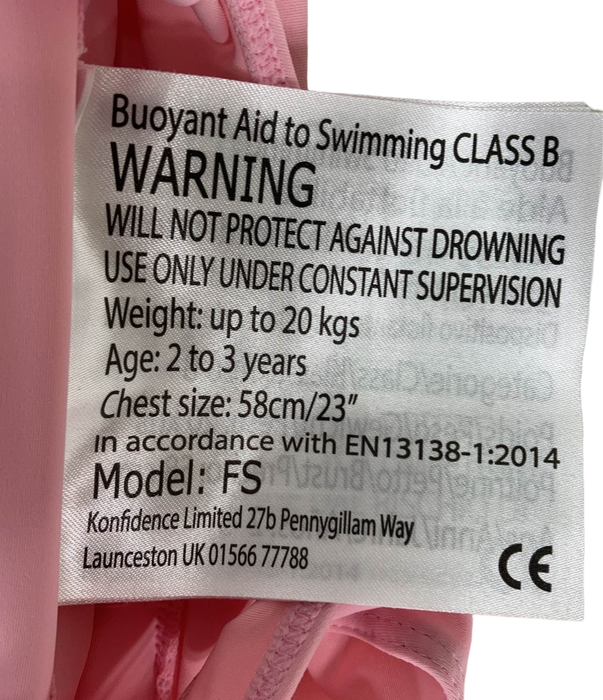 Buoyant Aid to Swimming CLASS B
WARNING
WILL NOT PROTECT AGAINST DROWNING
USE ONLY UNDER CONSTANT SUPERVISION
Weight: up to 20 kgs
Age: 2 to 3 years
Chest size: 58cm/23”
in accordance with EN13138-1:2014
Model: FS
Konfidence Limited 27b Pennygillam Way
Launceston UK 01566 77788
CE